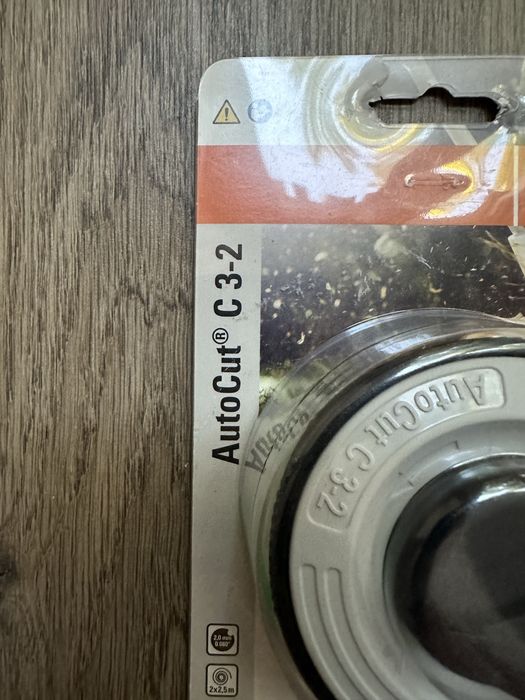 AutoCut® C 3-2
AutoCut C 3-2
2.0 mm
0.080"
2x2,5m